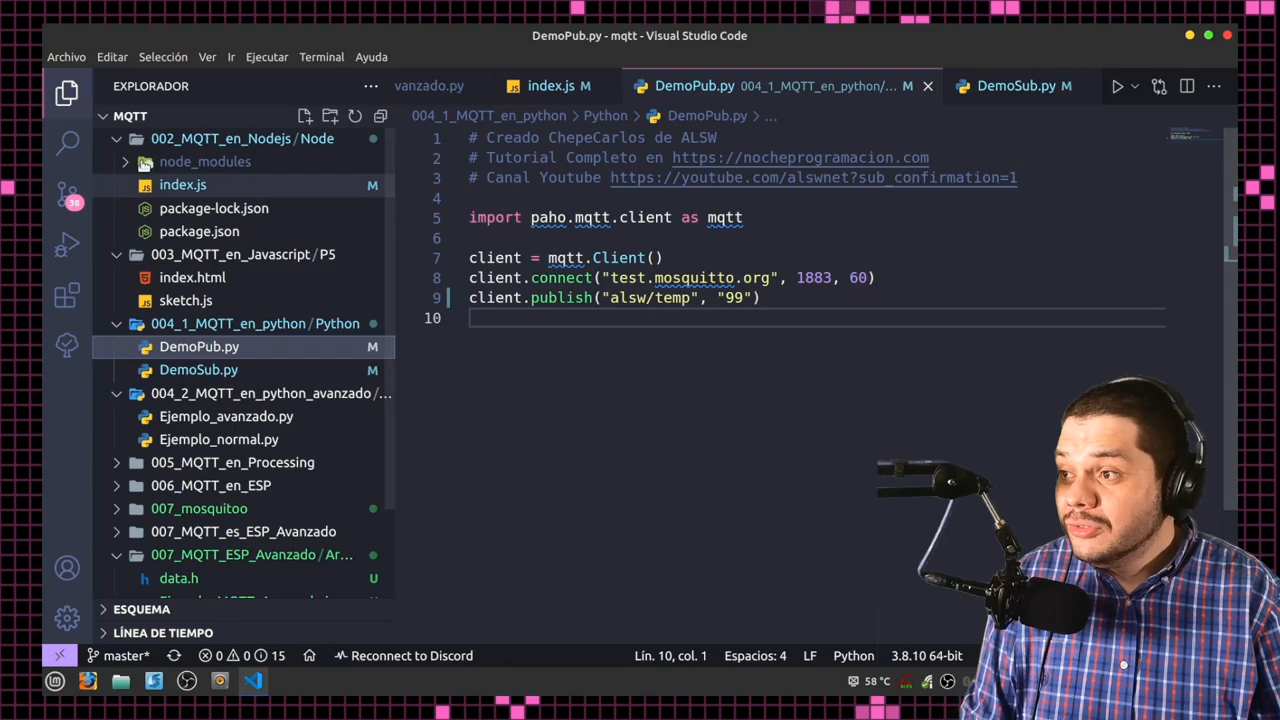 DemoPub.py - mqtt - Visual Studio Code
Archivo Editar Selección Ver Ir Ejecutar Terminal Ayuda
EXPLORADOR
vanzado.py
index.js M
DemoPub.py 004_1_MQTT_en_python/... M
DemoSub.py M
MQTT
004_1_MQTT_en_python > Python > DemoPub.py > ...
002_MQTT_en_Nodejs / Node
node_modules
index.js M
package-lock.json
package.json
003_MQTT_en_Javascript / P5
index.html
sketch.js
004_1_MQTT_en_python / Python
DemoPub.py M
DemoSub.py M
004_2_MQTT_en_python_avanzado /...
Ejemplo_avanzado.py
Ejemplo_normal.py
005_MQTT_en_Processing
006_MQTT_en_ESP
007_mosquitoo
007_MQTT_es_ESP_Avanzado
007_MQTT_ESP_Avanzado / Ar...
data.h U
ESQUEMA
LÍNEA DE TIEMPO
38
1 # Creado ChepeCarlos de ALSW
2 # Tutorial Completo en https://nocheprogramacion.com
3 # Canal Youtube https://youtube.com/alswnet?sub_confirmation=1
4
5 import paho.mqtt.client as mqtt
6
7 client = mqtt.Client()
8 client.connect("test.mosquitto.org", 1883, 60)
9 client.publish("alsw/temp", "99")
10
master* 0 0 15 Reconnect to Discord Lín. 10, col. 1 Espacios: 4 LF Python 3.8.10 64-bit
58 °C